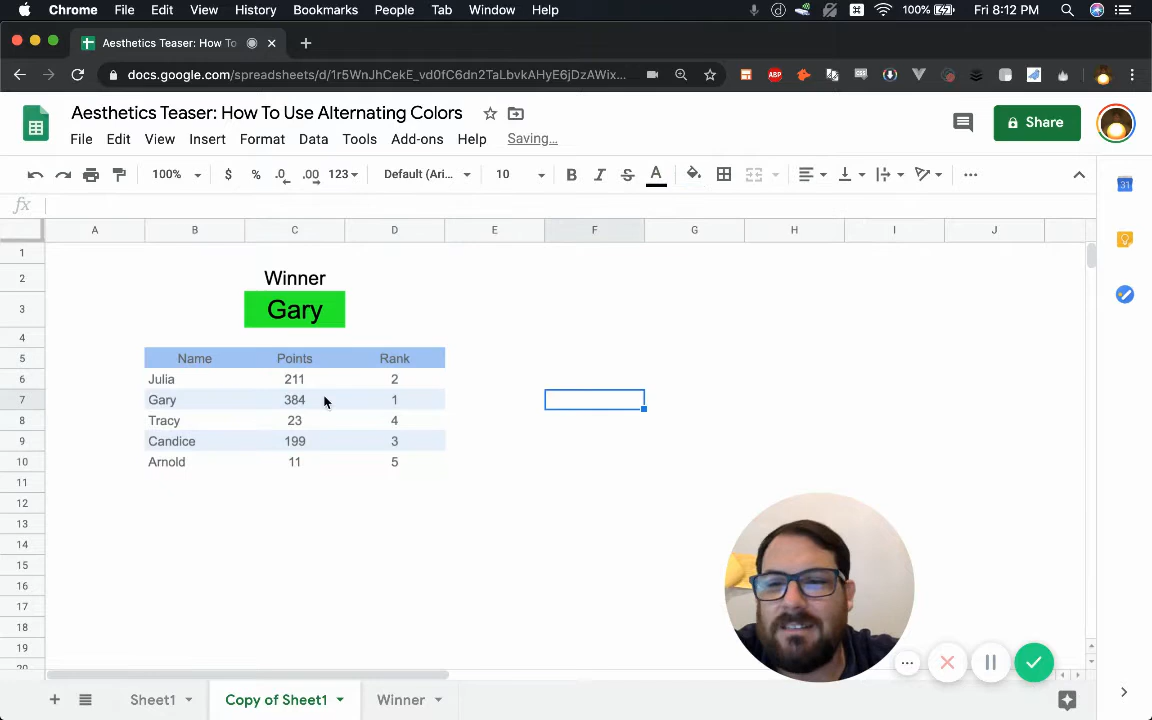 Chrome File Edit View History Bookmarks People Tab Window Help 100% Fri 8:12 PM
Aesthetics Teaser: How To
docs.google.com/spreadsheets/d/1r5WnJhCekE_vd0fC6dn2TaLbvkAHyE6jDzAWix...
Aesthetics Teaser: How To Use Alternating Colors
Share
File Edit View Insert Format Data Tools Add-ons Help Saving...
100% $ % .0 .00 123 Default (Ari... 10 B I S A
fx
A B C D E F G H I J
1
2 Winner
3 Gary
4
5 Name Points Rank
6 Julia 211 2
7 Gary 384 1
8 Tracy 23 4
9 Candice 199 3
10 Arnold 11 5
11
12
13
14
15
16
17
18
19
20
Sheet1 Copy of Sheet1 Winner